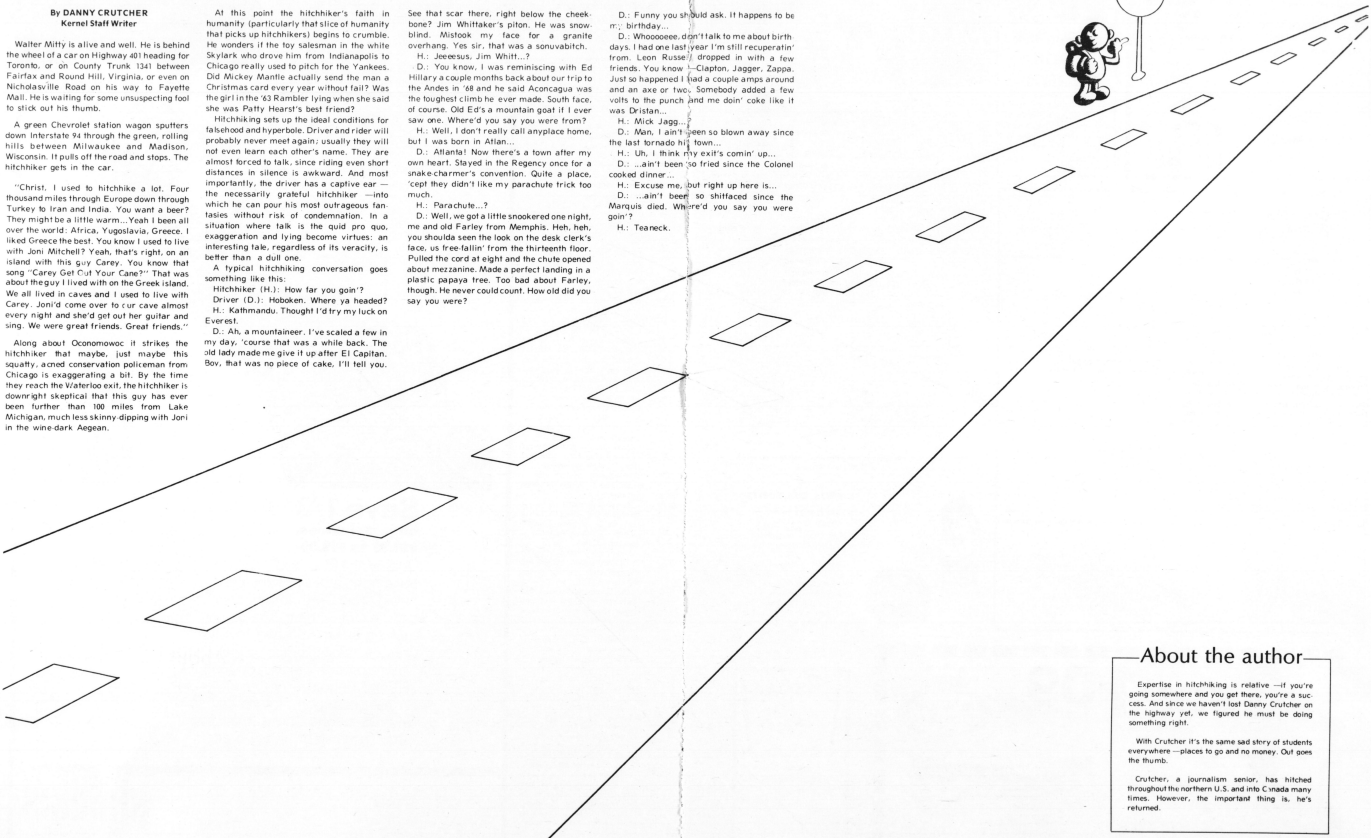 By DANNY CRUTCHER
Kernel Staff Writer
Walter Mitty is alive and well. He is behind
the wheel of a car on Highway 401 heading for
Toronto, or on County Trunk 1341 between
Fairfax and Round Hill, Virginia, or even on
Nicholasville Road on his way to Fayette
Mall. He is waiting for some unsuspecting fool
to stick out his thumb.
A green Chevrolet station wagon sputters
down Interstate 94 through the green, rolling
hills between Milwaukee and Madison,
Wisconsin. It pulls off the road and stops. The
hitchhiker gets in the car.
"Christ, I used to hitchhike a lot. Four
thousand miles through Europe down through
Turkey to Iran and India. You want a beer?
They might be a little warm...Yeah I been all
over the world: Africa, Yugoslavia, Greece. I
liked Greece the best. You know I used to live
with Joni Mitchell? Yeah, that's right, on an
island with this guy Carey. You know that
song "Carey Get Out Your Cane?" That was
about the guy I lived with on the Greek island.
We all lived in caves and I used to live with
Carey. Joni'd come over to our cave almost
every night and she'd get out her guitar and
sing. We were great friends. Great friends."
Along about Oconomowoc it strikes the
hitchhiker that maybe, just maybe this
squatty, acned conservation policeman from
Chicago is exaggerating a bit. By the time
they reach the Waterloo exit, the hitchhiker is
downright skeptical that this guy has ever
been further than 100 miles from Lake
Michigan, much less skinny-dipping with Joni
in the wine-dark Aegean.
At this point the hitchhiker's faith in
humanity (particularly that slice of humanity
that picks up hitchhikers) begins to crumble.
He wonders if the toy salesman in the white
Skylark who drove him from Indianapolis to
Chicago really used to pitch for the Yankees.
Did Mickey Mantle actually send the man a
Christmas card every year without fail? Was
the girl in the '63 Rambler lying when she said
she was Patty Hearst's best friend?
Hitchhiking sets up the ideal conditions for
falsehood and hyperbole. Driver and rider will
probably never meet again; usually they will
not even learn each other's name. They are
almost forced to talk, since riding even short
distances in silence is awkward. And most
importantly, the driver has a captive ear —
the necessarily grateful hitchhiker —into
which he can pour his most outrageous fan-
tasies without risk of condemnation. In a
situation where talk is the quid pro quo,
exaggeration and lying become virtues: an
interesting tale, regardless of its veracity, is
better than a dull one.
A typical hitchhiking conversation goes
something like this:
Hitchhiker (H.): How far you goin'?
Driver (D.): Hoboken. Where ya headed?
H.: Kathmandu. Thought I'd try my luck on
Everest.
D.: Ah, a mountaineer. I've scaled a few in
my day, 'course that was a while back. The
old lady made me give it up after El Capitan.
Boy, that was no piece of cake, I'll tell you.
See that scar there, right below the cheek-
bone? Jim Whittaker's piton. He was snow-
blind. Mistook my face for a granite
overhang. Yes sir, that was a sonuvabitch.
H.: Jeeeesus, Jim Whitt...?
D.: You know, I was reminiscing with Ed
Hillary a couple months back about our trip to
the Andes in '68 and he said Aconcagua was
the toughest climb he ever made. South face,
of course. Old Ed's a mountain goat if I ever
saw one. Where'd you say you were from?
H.: Well, I don't really call anyplace home,
but I was born in Atlan...
D.: Atlanta! Now there's a town after my
own heart. Stayed in the Regency once for a
snake-charmer's convention. Quite a place,
'cept they didn't like my parachute trick too
much.
H.: Parachute...?
D.: Well, we got a little snookered one night,
me and old Farley from Memphis. Heh, heh,
you shoulda seen the look on the desk clerk's
face, us free-fallin' from the thirteenth floor.
Pulled the cord at eight and the chute opened
about mezzanine. Made a perfect landing in a
plastic papaya tree. Too bad about Farley,
though. He never could count. How old did you
say you were?
D.: Funny you should ask. It happens to be
my birthday...
D.: Whooooeee, don't talk to me about birth
days. I had one last year I'm still recuperatin'
from. Leon Russell dropped in with a few
friends. You know —Clapton, Jagger, Zappa.
Just so happened I had a couple amps around
and an axe or two. Somebody added a few
volts to the punch and me doin' coke like it
was Dristan...
H.: Mick Jagg...?
D.: Man, I ain't been so blown away since
the last tornado hit town...
H.: Uh, I think my exit's comin' up...
D.: ...ain't been so fried since the Colonel
cooked dinner...
H.: Excuse me, but right up here is...
D.: ...ain't been so shitfaced since the
Marquis died. Where'd you say you were
goin'?
H.: Teaneck.
About the author
Expertise in hitchhiking is relative —if you're
going somewhere and you get there, you're a suc-
cess. And since we haven't lost Danny Crutcher on
the highway yet, we figured he must be doing
something right.
With Crutcher it's the same sad story of students
everywhere —places to go and no money. Out goes
the thumb.
Crutcher, a journalism senior, has hitched
throughout the northern U.S. and into Canada many
times. However, the important thing is, he's
returned.